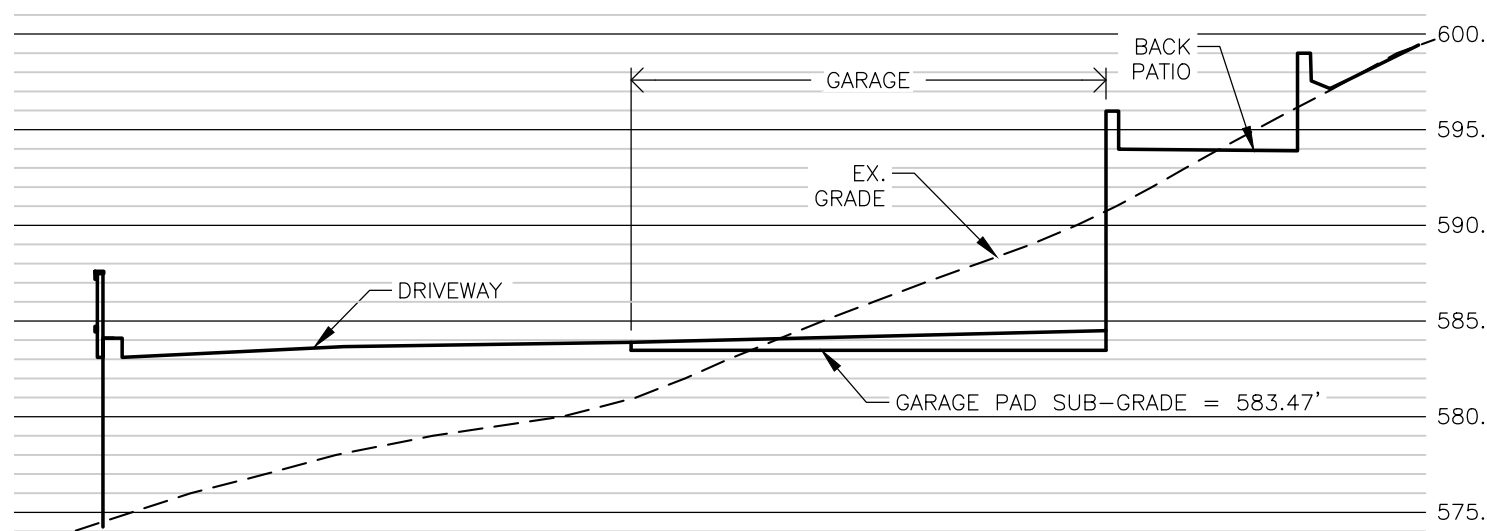 600.
BACK
PATIO
GARAGE
595.
EX.
GRADE
590.
DRIVEWAY
585.
GARAGE PAD SUB-GRADE = 583.47'
580.
575.